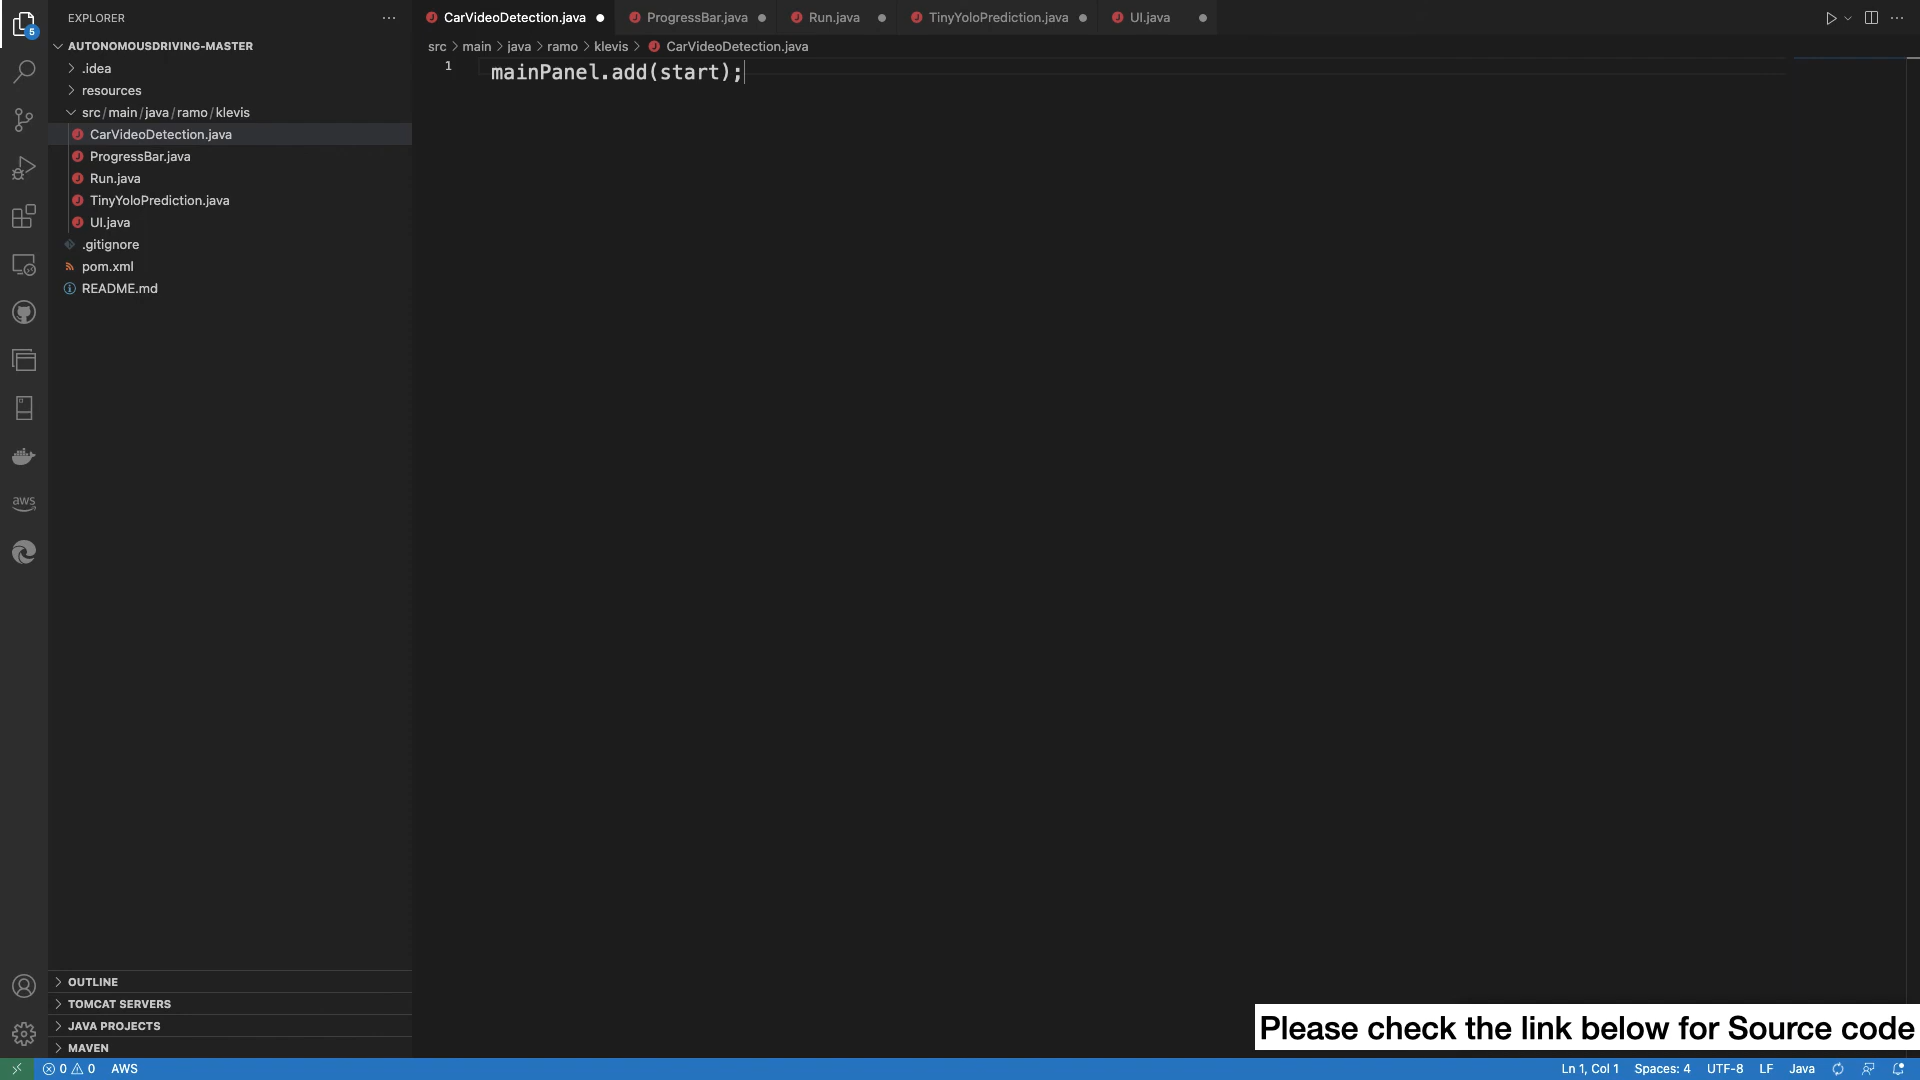 EXPLORER
AUTONOMOUSDRIVING-MASTER
.idea
resources
src/main/java/ramo/klevis
CarVideoDetection.java
ProgressBar.java
Run.java
TinyYoloPrediction.java
UI.java
.gitignore
pom.xml
README.md
OUTLINE
TOMCAT SERVERS
JAVA PROJECTS
MAVEN
5
aws
CarVideoDetection.java
ProgressBar.java
Run.java
TinyYoloPrediction.java
UI.java
src > main > java > ramo > klevis > CarVideoDetection.java
1 mainPanel.add(start);
Please check the link below for Source code
0 0 AWS
Ln 1, Col 1 Spaces: 4 UTF-8 LF Java